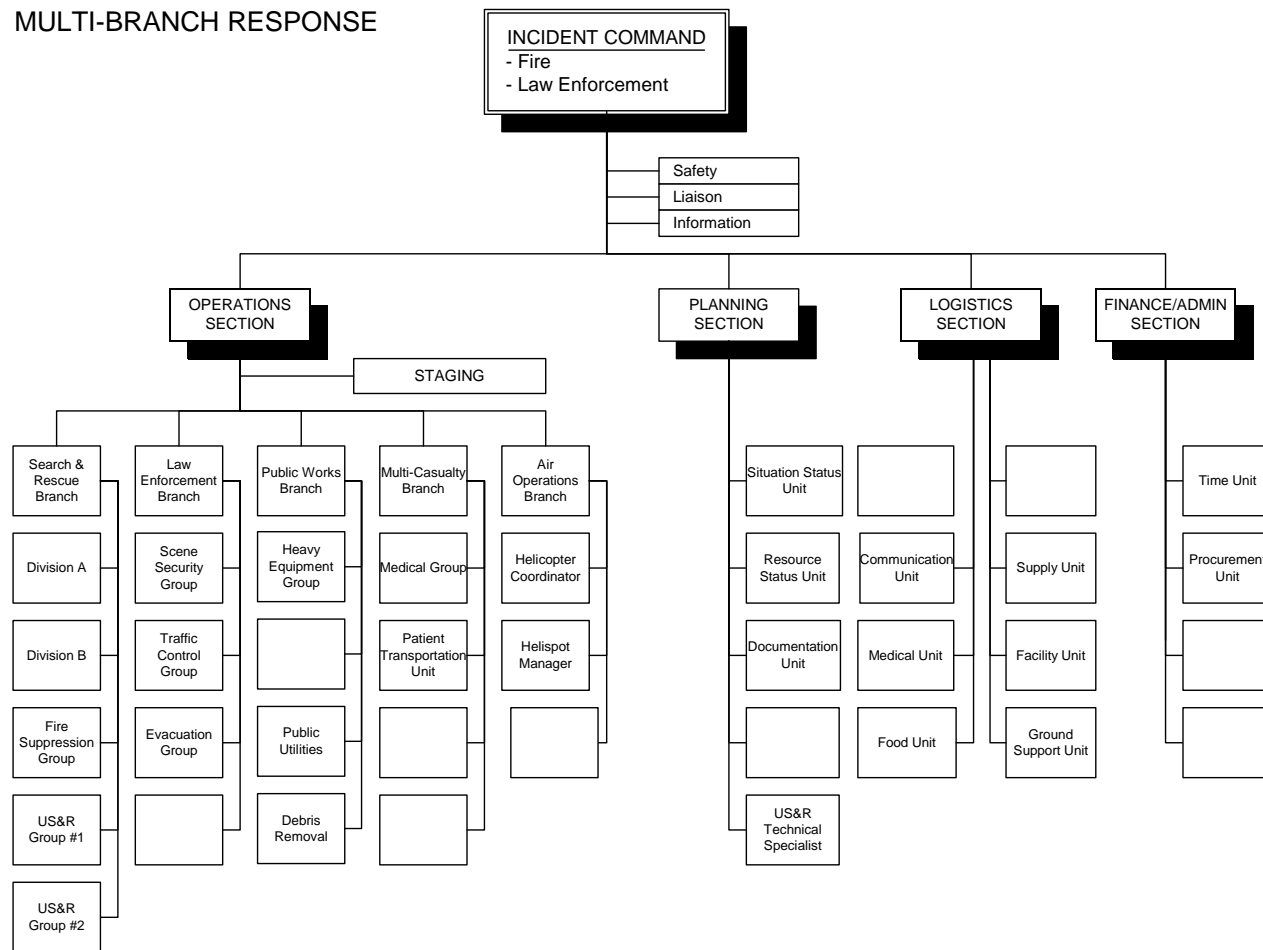 MULTI-BRANCH RESPONSE
INCIDENT COMMAND
- Fire
- Law Enforcement
Safety
Liaison
Information
OPERATIONS
SECTION
PLANNING
SECTION
LOGISTICS
SECTION
FINANCE/ADMIN
SECTION
STAGING
Search &
Rescue
Branch
Division A
Division B
Fire
Suppression
Group
US&R
Group #1
US&R
Group #2
Law
Enforcement
Branch
Scene
Security
Group
Traffic
Control
Group
Evacuation
Group
Public Works
Branch
Heavy
Equipment
Group
Public
Utilities
Debris
Removal
Multi-Casualty
Branch
Medical Group
Patient
Transportation
Unit
Air
Operations
Branch
Helicopter
Coordinator
Helispot
Manager
Situation Status
Unit
Resource
Status Unit
Documentation
Unit
US&R
Technical
Specialist
Communication
Unit
Medical Unit
Food Unit
Supply Unit
Facility Unit
Ground
Support Unit
Time Unit
Procurement
Unit